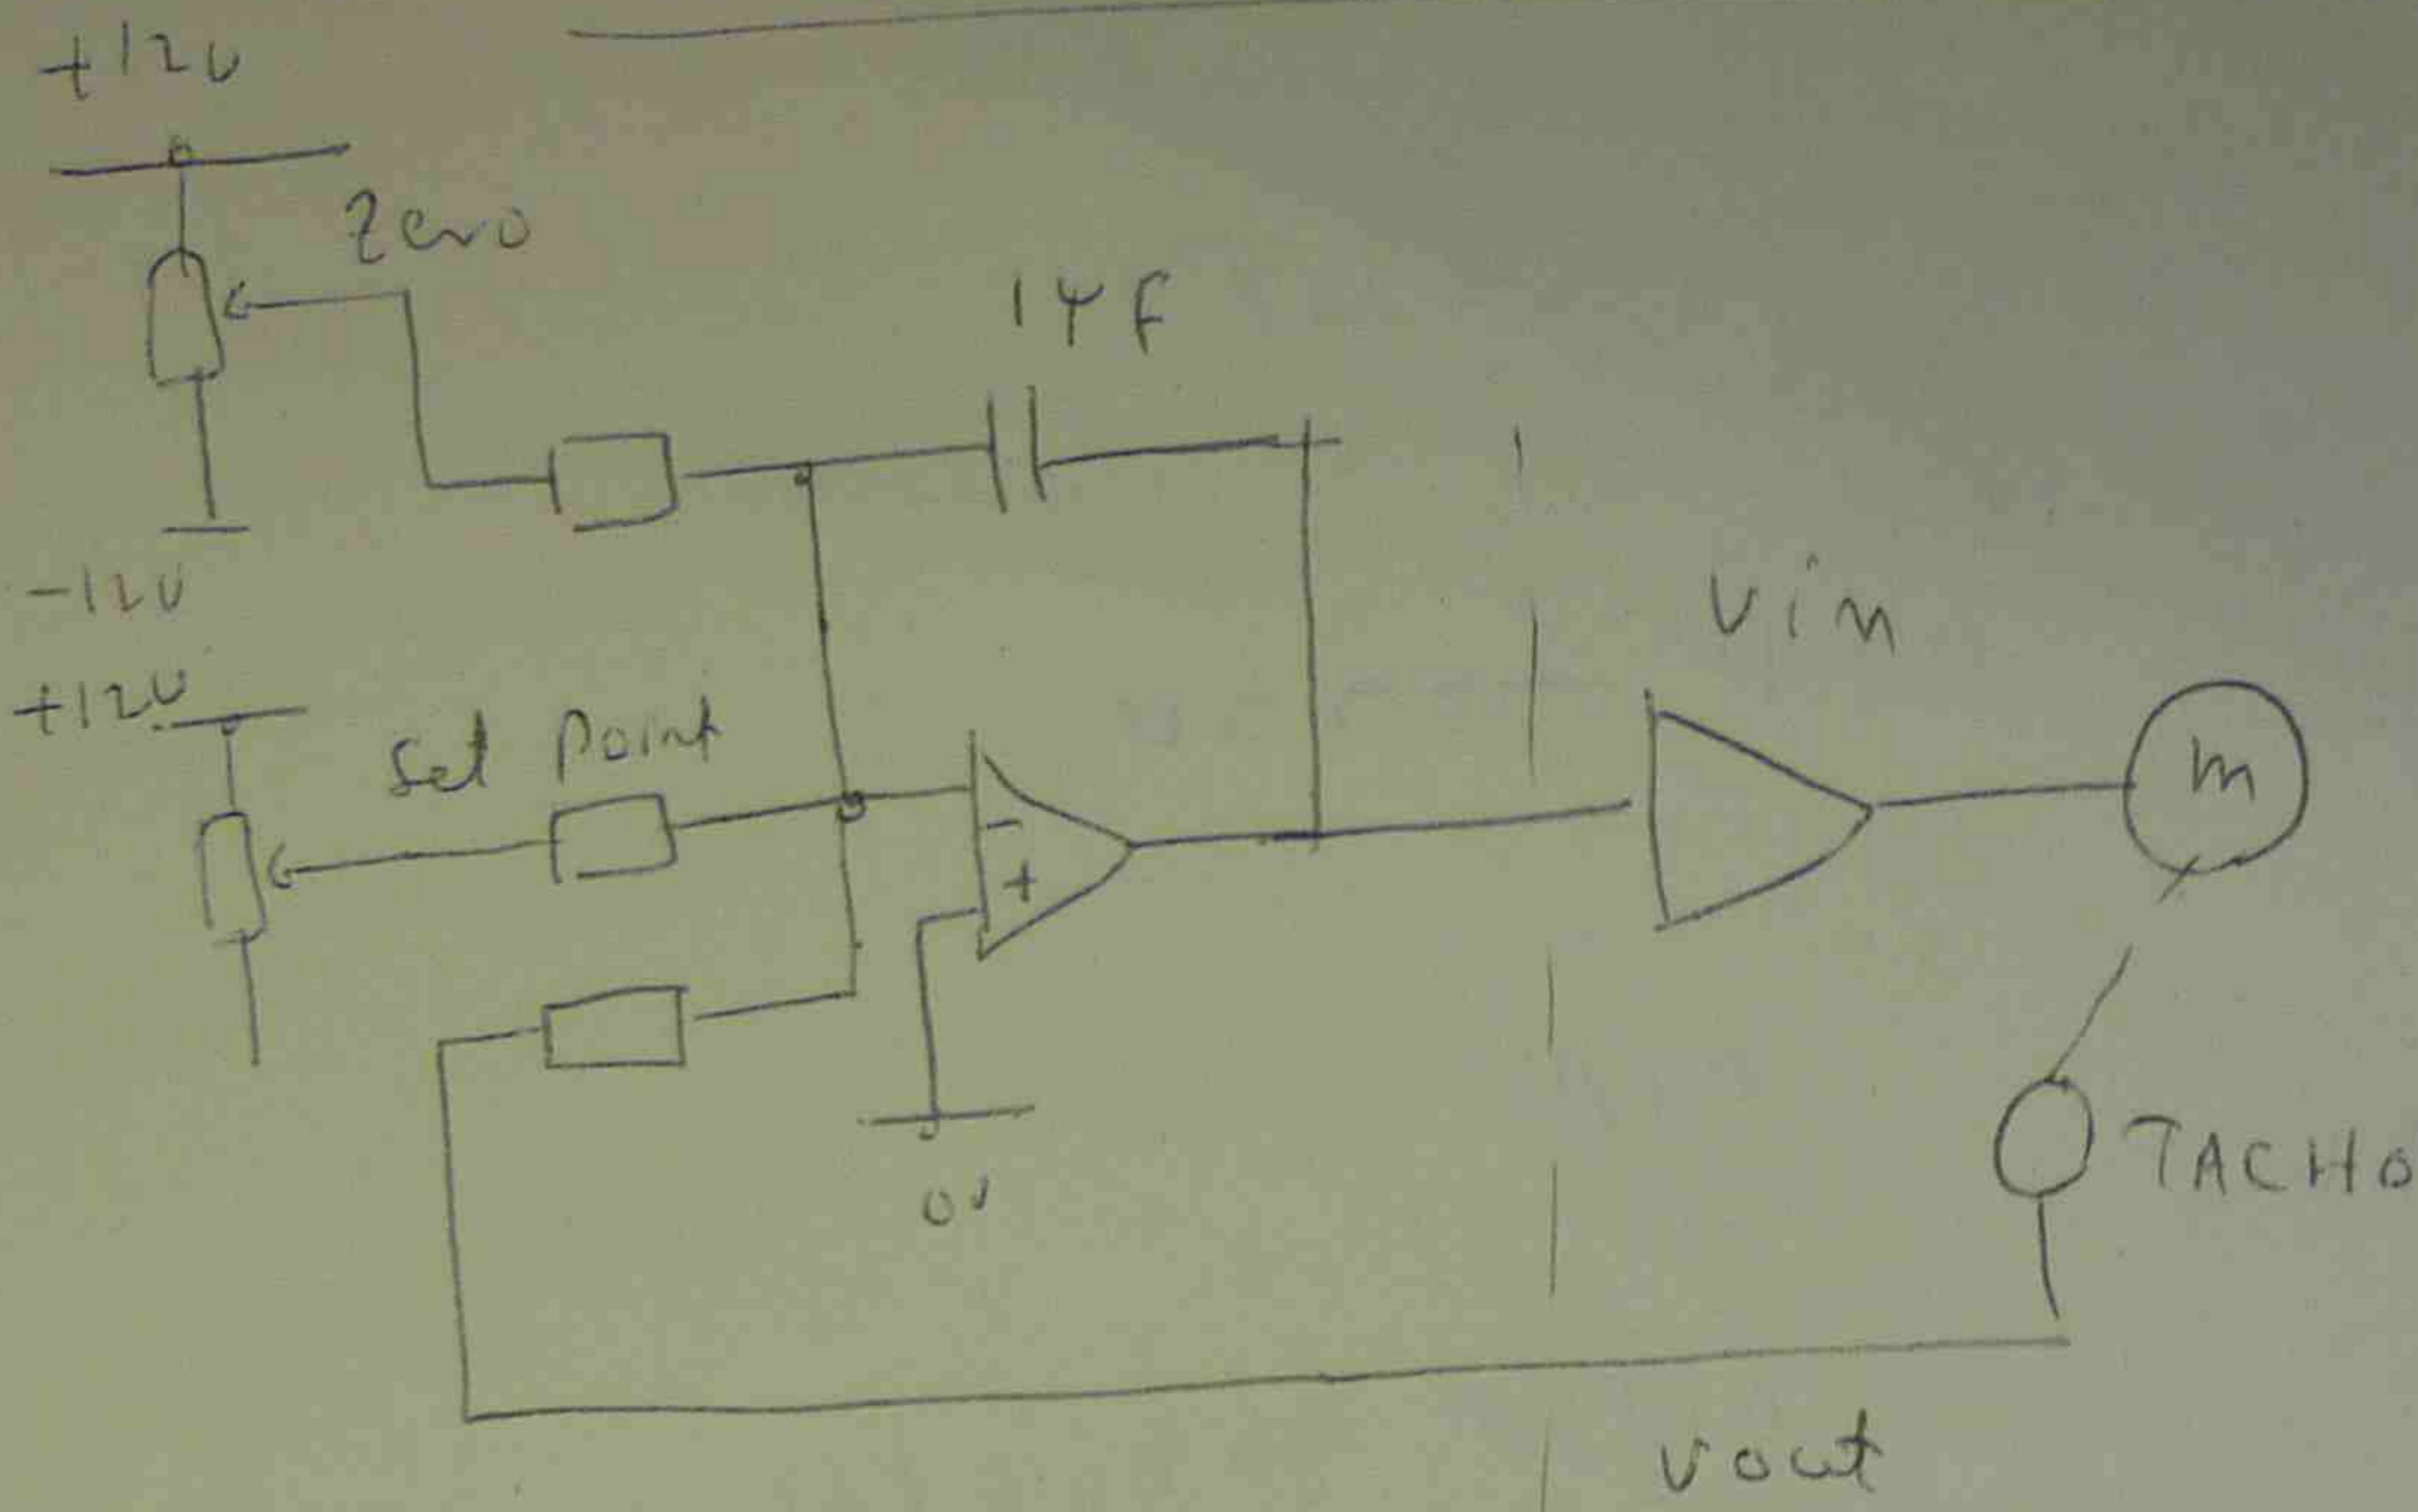 +12V
Zero
1μF
-12V
+12V
Set Point
Vin
-
+
M
0V
TACHO
Vout